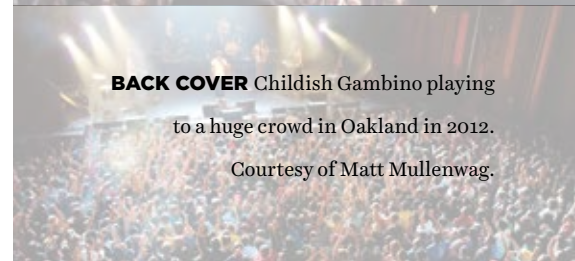 BACK COVER Childish Gambino playing
to a huge crowd in Oakland in 2012.
Courtesy of Matt Mullenwag.